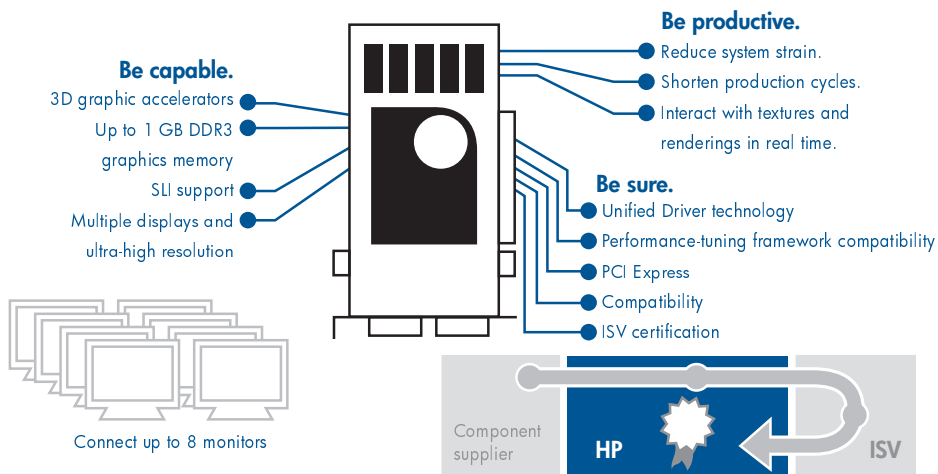 Be capable.
3D graphic accelerators
Up to 1 GB DDR3
graphics memory
SLI support
Multiple displays and
ultra-high resolution
Be productive.
Reduce system strain.
Shorten production cycles.
Interact with textures and
renderings in real time.
Be sure.
Unified Driver technology
Performance-tuning framework compatibility
PCI Express
Compatibility
ISV certification
Connect up to 8 monitors
Component
supplier
HP
ISV